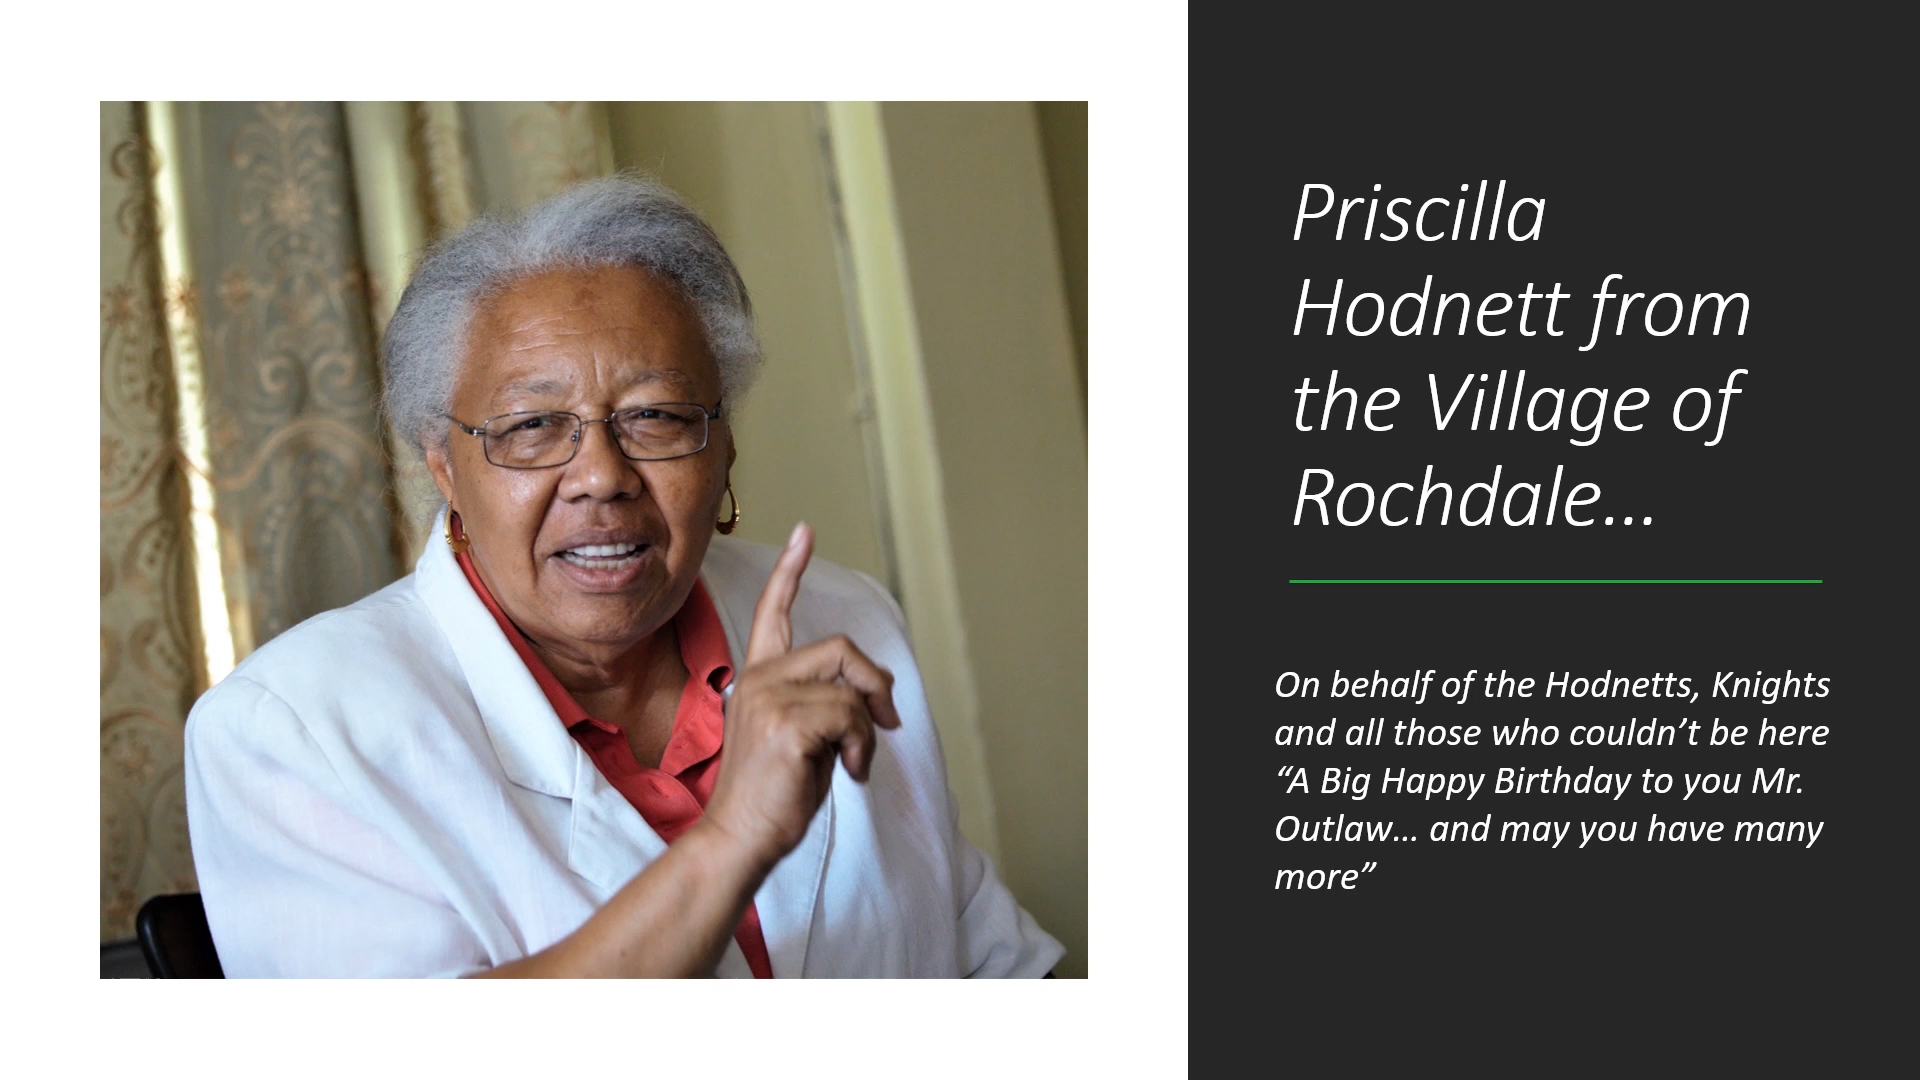 Priscilla
Hodnett from
the Village of
Rochdale…
On behalf of the Hodnetts, Knights
and all those who couldn’t be here
“A Big Happy Birthday to you Mr.
Outlaw… and may you have many
more”